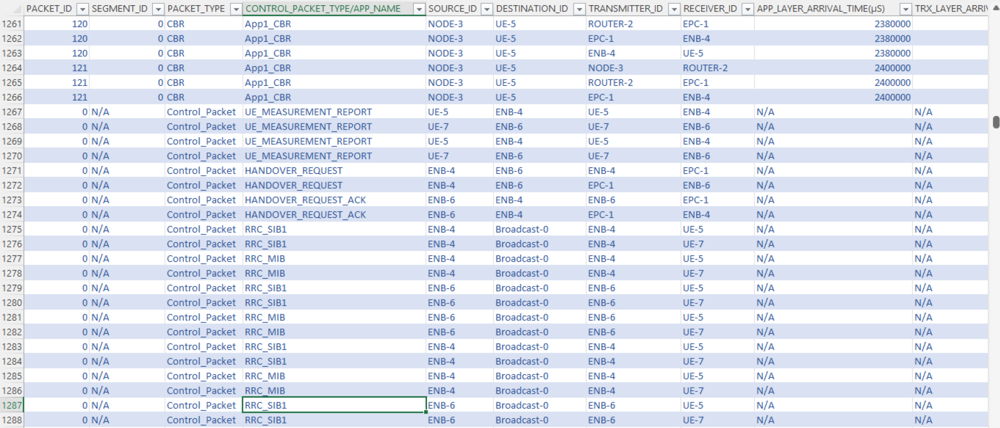 PACKET_ID SEGMENT_ID PACKET_TYPE CONTROL_PACKET_TYPE/APP_NAME SOURCE_ID DESTINATION_ID TRANSMITTER_ID RECEIVER_ID APP_LAYER_ARRIVAL_TIME(µS) TRX_LAYER_ARRIV
1261 120 0 CBR App1_CBR NODE-3 UE-5 ROUTER-2 EPC-1 2380000
1262 120 0 CBR App1_CBR NODE-3 UE-5 EPC-1 ENB-4 2380000
1263 120 0 CBR App1_CBR NODE-3 UE-5 ENB-4 UE-5 2380000
1264 121 0 CBR App1_CBR NODE-3 UE-5 NODE-3 ROUTER-2 2400000
1265 121 0 CBR App1_CBR NODE-3 UE-5 ROUTER-2 EPC-1 2400000
1266 121 0 CBR App1_CBR NODE-3 UE-5 EPC-1 ENB-4 2400000
1267 0 N/A Control_Packet UE_MEASUREMENT_REPORT UE-5 ENB-4 UE-5 ENB-4 N/A N/A
1268 0 N/A Control_Packet UE_MEASUREMENT_REPORT UE-7 ENB-6 UE-7 ENB-6 N/A N/A
1269 0 N/A Control_Packet UE_MEASUREMENT_REPORT UE-5 ENB-4 UE-5 ENB-4 N/A N/A
1270 0 N/A Control_Packet UE_MEASUREMENT_REPORT UE-7 ENB-6 UE-7 ENB-6 N/A N/A
1271 0 N/A Control_Packet HANDOVER_REQUEST ENB-4 ENB-6 ENB-4 EPC-1 N/A N/A
1272 0 N/A Control_Packet HANDOVER_REQUEST ENB-4 ENB-6 EPC-1 ENB-6 N/A N/A
1273 0 N/A Control_Packet HANDOVER_REQUEST_ACK ENB-6 ENB-4 ENB-6 EPC-1 N/A N/A
1274 0 N/A Control_Packet HANDOVER_REQUEST_ACK ENB-6 ENB-4 EPC-1 ENB-4 N/A N/A
1275 0 N/A Control_Packet RRC_SIB1 ENB-4 Broadcast-0 ENB-4 UE-5 N/A N/A
1276 0 N/A Control_Packet RRC_SIB1 ENB-4 Broadcast-0 ENB-4 UE-7 N/A N/A
1277 0 N/A Control_Packet RRC_MIB ENB-4 Broadcast-0 ENB-4 UE-5 N/A N/A
1278 0 N/A Control_Packet RRC_MIB ENB-4 Broadcast-0 ENB-4 UE-7 N/A N/A
1279 0 N/A Control_Packet RRC_SIB1 ENB-6 Broadcast-0 ENB-6 UE-5 N/A N/A
1280 0 N/A Control_Packet RRC_SIB1 ENB-6 Broadcast-0 ENB-6 UE-7 N/A N/A
1281 0 N/A Control_Packet RRC_MIB ENB-6 Broadcast-0 ENB-6 UE-5 N/A N/A
1282 0 N/A Control_Packet RRC_MIB ENB-6 Broadcast-0 ENB-6 UE-7 N/A N/A
1283 0 N/A Control_Packet RRC_SIB1 ENB-4 Broadcast-0 ENB-4 UE-5 N/A N/A
1284 0 N/A Control_Packet RRC_SIB1 ENB-4 Broadcast-0 ENB-4 UE-7 N/A N/A
1285 0 N/A Control_Packet RRC_MIB ENB-4 Broadcast-0 ENB-4 UE-5 N/A N/A
1286 0 N/A Control_Packet RRC_MIB ENB-4 Broadcast-0 ENB-4 UE-7 N/A N/A
1287 0 N/A Control_Packet RRC_SIB1 ENB-6 Broadcast-0 ENB-6 UE-5 N/A N/A
1288 0 N/A Control_Packet RRC_SIB1 ENB-6 Broadcast-0 ENB-6 UE-7 N/A N/A